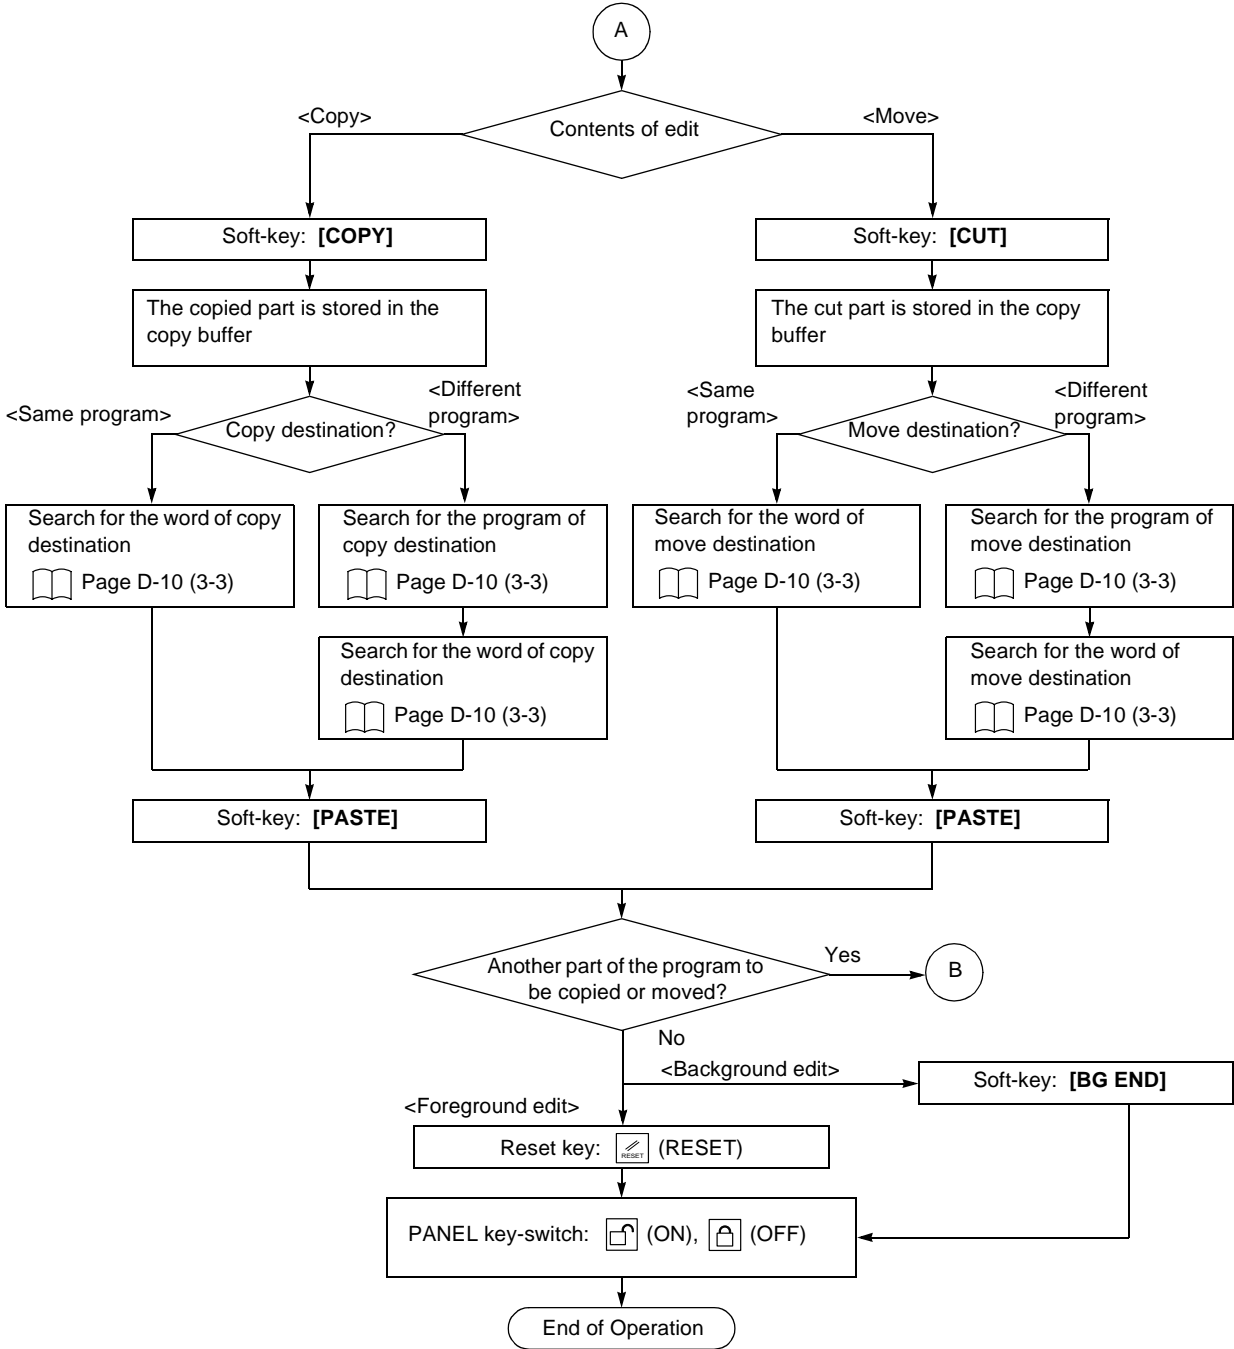 A
<Copy>
<Move>
Contents of edit
Soft-key: [COPY]
Soft-key: [CUT]
The copied part is stored in the
copy buffer
The cut part is stored in the copy
buffer
<Same program>
<Different
program>
Copy destination?
<Same
program>
<Different
program>
Move destination?
Search for the word of copy
destination
Page D-10 (3-3)
Search for the program of
copy destination
Page D-10 (3-3)
Search for the word of
move destination
Page D-10 (3-3)
Search for the program of
move destination
Page D-10 (3-3)
Search for the word of copy
destination
Page D-10 (3-3)
Search for the word of
move destination
Page D-10 (3-3)
Soft-key: [PASTE]
Soft-key: [PASTE]
Another part of the program to
be copied or moved?
Yes
B
No
<Background edit>
Soft-key: [BG END]
<Foreground edit>
Reset key: RESET (RESET)
PANEL key-switch: (ON), (OFF)
End of Operation